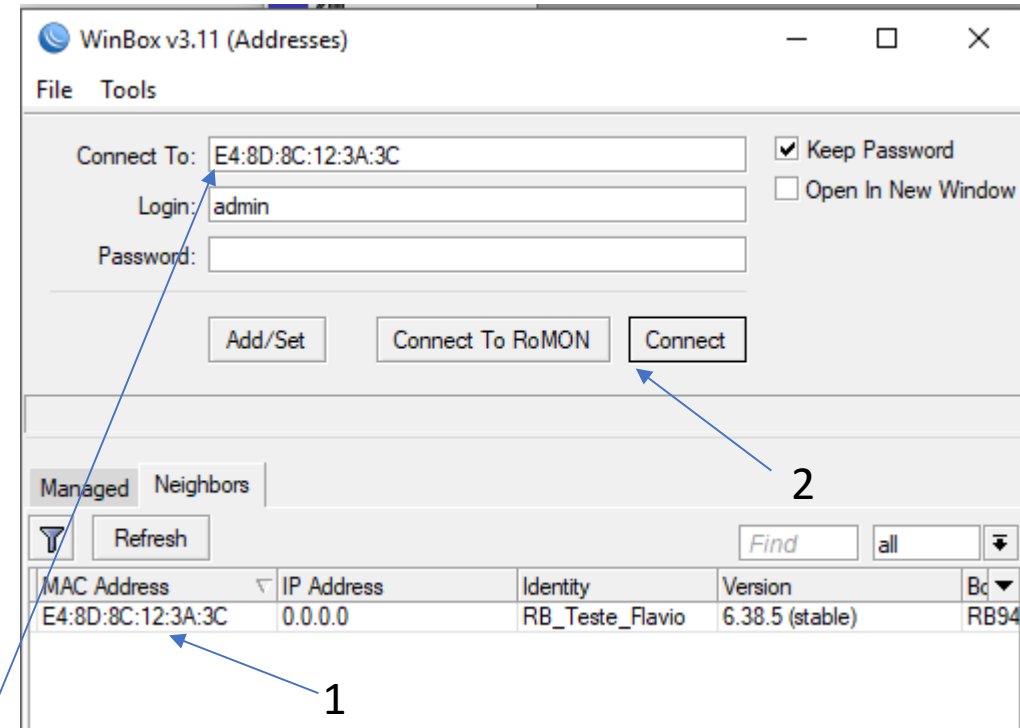 WinBox v3.11 (Addresses)
File Tools
Connect To: E4:8D:8C:12:3A:3C
Keep Password
Open In New Window
Login: admin
Password:
Add/Set Connect To RoMON Connect
2
Managed Neighbors
Refresh Find all
MAC Address IP Address Identity Version
E4:8D:8C:12:3A:3C 0.0.0.0 RB_Teste_Flavio 6.38.5 (stable) RB94
1